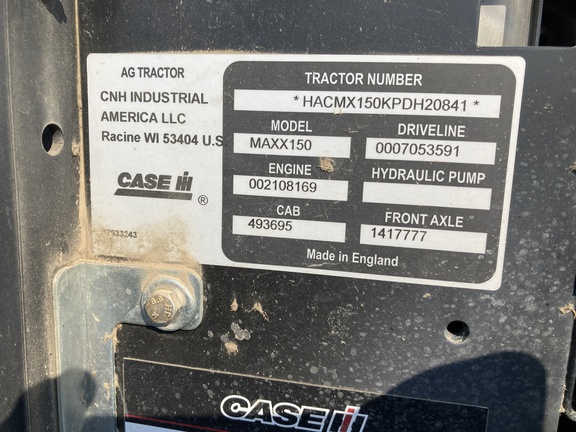 AG TRACTOR
CNH INDUSTRIAL
AMERICA LLC
Racine WI 53404 U.S
CASE IH ®
TRACTOR NUMBER
* HACMX150KPDH20841 *
MODEL DRIVELINE
MAXX150 0007053591
ENGINE HYDRAULIC PUMP
002108169
CAB FRONT AXLE
493695 1417777
Made in England
CASE IH